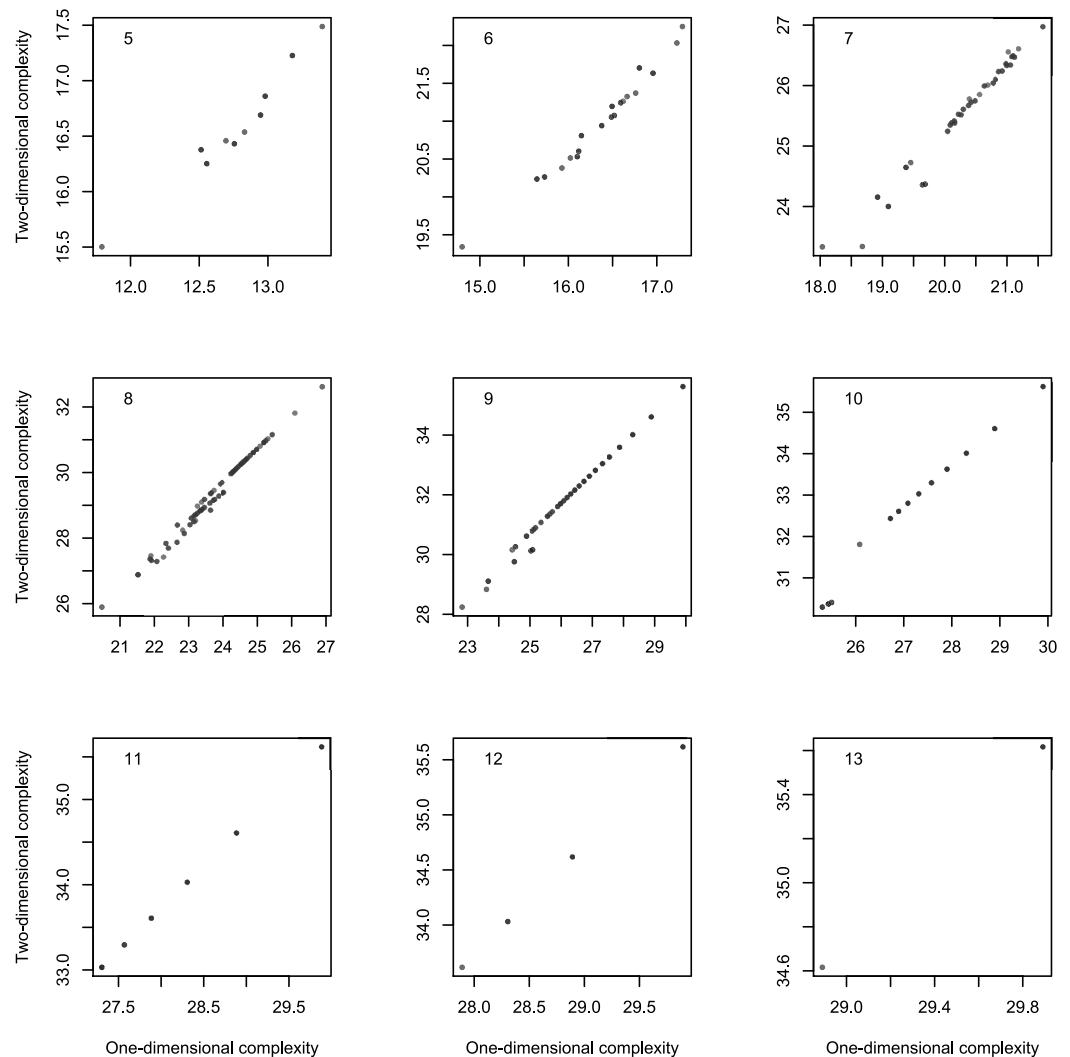 5
Two-dimensional complexity
15.5 16.0 16.5 17.0 17.5
12.0 12.5 13.0
6
19.5 20.5 21.5
15.0 16.0 17.0
7
24 25 26 27
18.0 19.0 20.0 21.0
8
Two-dimensional complexity
26 28 30 32
21 22 23 24 25 26 27
9
28 30 32 34
23 25 27 29
10
31 32 33 34 35
26 27 28 29 30
11
Two-dimensional complexity
33.0 34.0 35.0
27.5 28.5 29.5
One-dimensional complexity
12
34.0 34.5 35.0 35.5
28.0 28.5 29.0 29.5
One-dimensional complexity
13
34.6 35.0 35.4
29.0 29.4 29.8
One-dimensional complexity